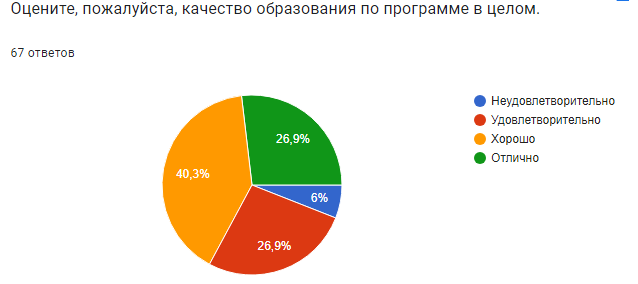 Оцените, пожалуйста, качество образования по программе в целом.
67 ответов
Неудовлетворительно
Удовлетворительно
Хорошо
Отлично
26,9%
40,3%
6%
26,9%